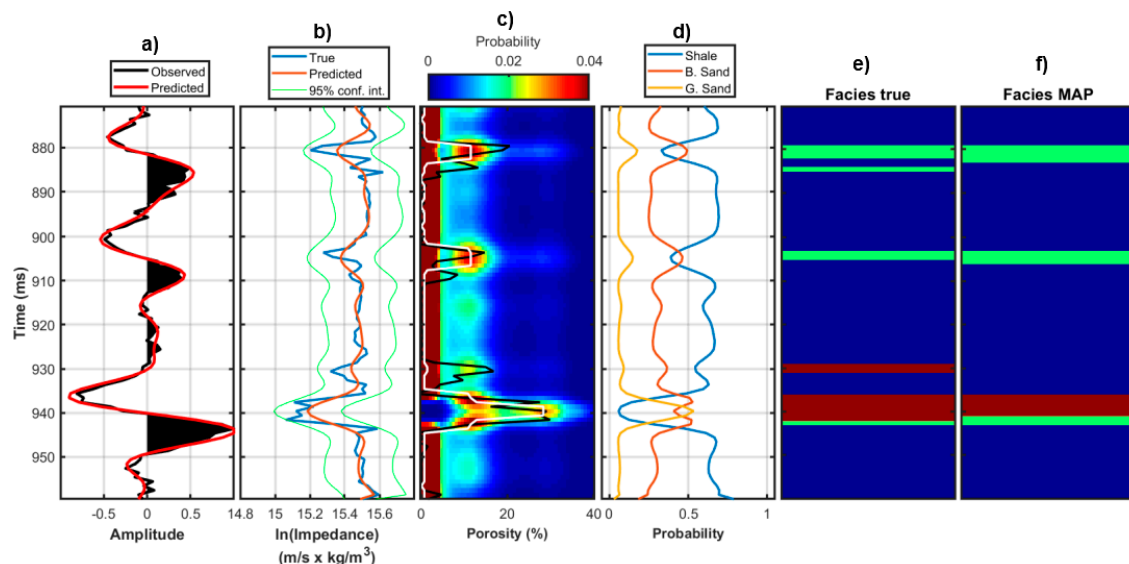 a)
Observed
Predicted
b)
True
Predicted
95% conf. int.
c)
Probability
0 0.02 0.04
d)
Shale
B. Sand
G. Sand
e)
Facies true
f)
Facies MAP
Time (ms)
880
890
900
910
920
930
940
950
-0.5 0 0.5 1
Amplitude
4.8 15 15.2 15.4 15.6
ln(Impedance)
(m/s x kg/m³)
0 20 40
Porosity (%)
0 0.5 1
Probability